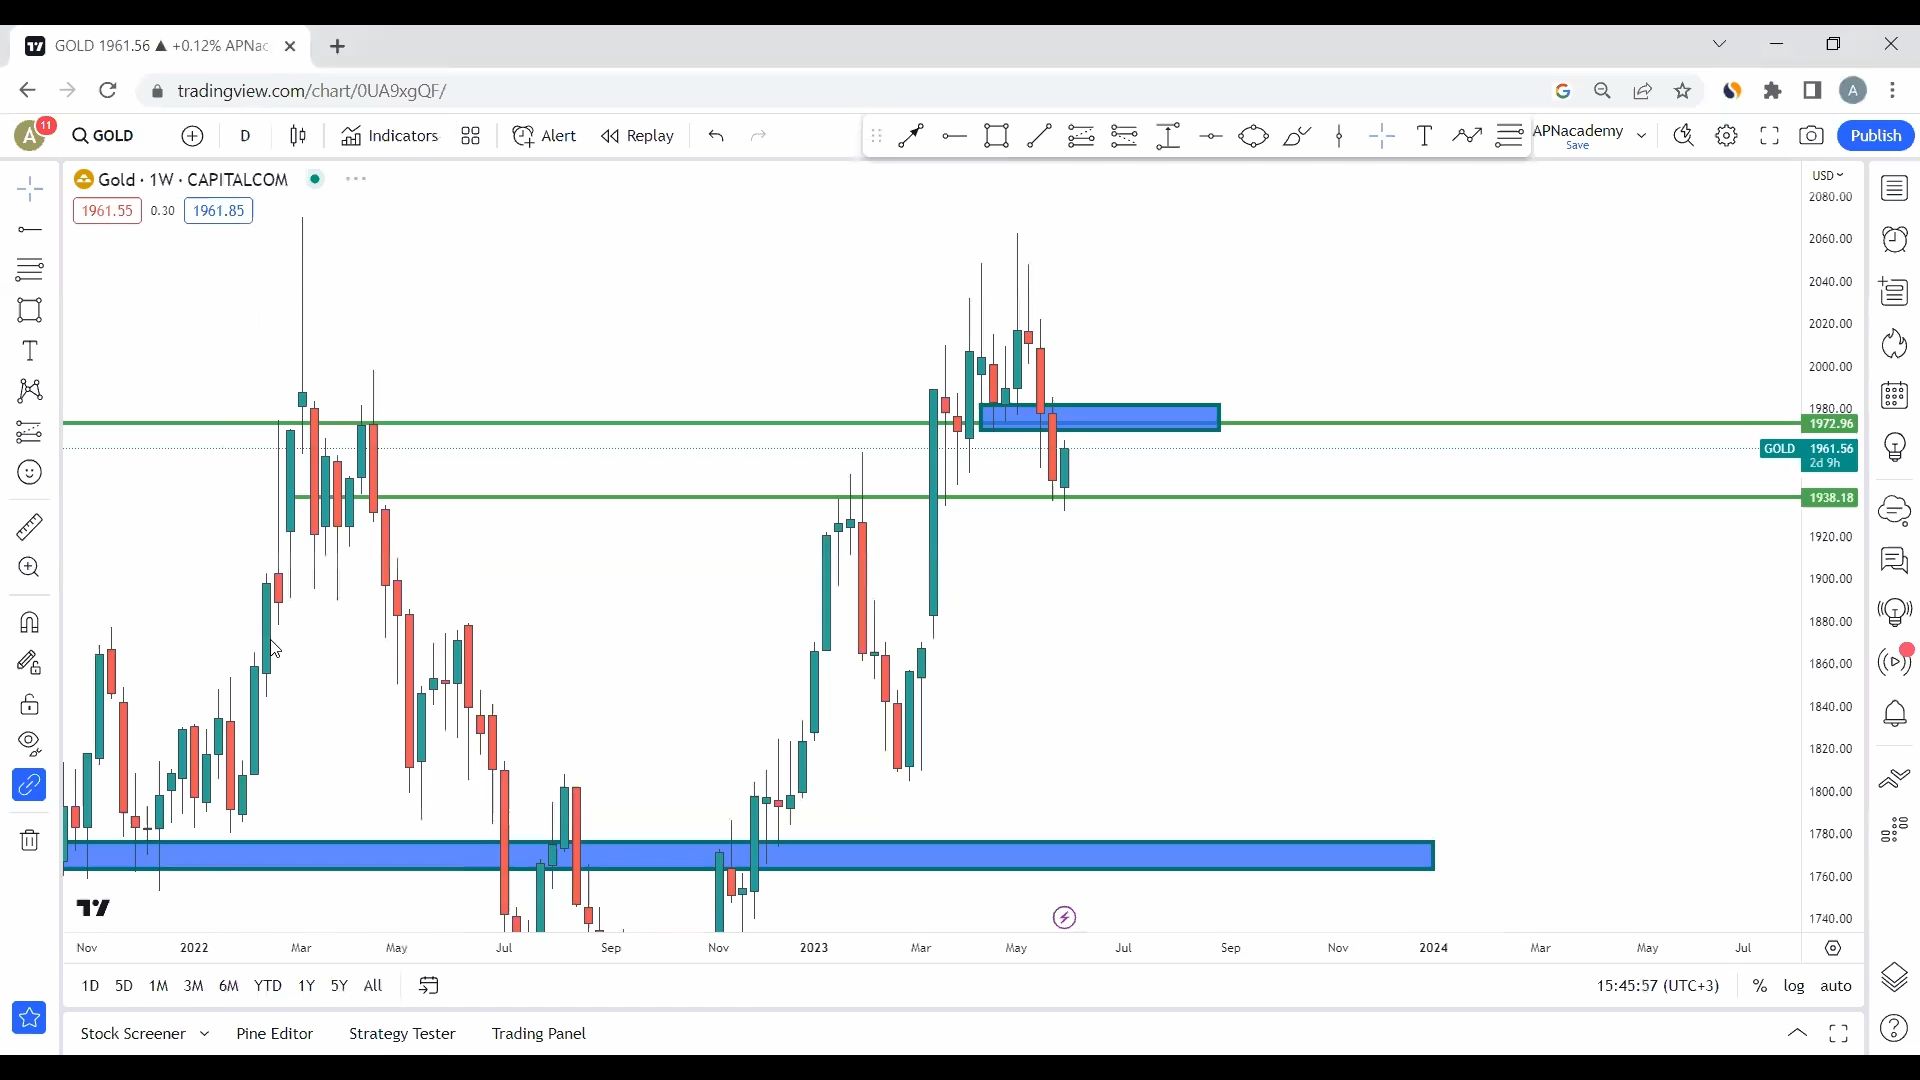 GOLD 1961.56 ▲ +0.12% APNac
tradingview.com/chart/0UA9xgQF/
A
A
11
GOLD
D
Indicators
Alert
Replay
T
APNacademy
Save
Publish
Gold · 1W · CAPITALCOM
1961.55
0.30
1961.85
USD
2080.00
2060.00
2040.00
2020.00
2000.00
1980.00
1972.96
GOLD 1961.56
2d 9h
1938.18
1920.00
1900.00
1880.00
1860.00
1840.00
1820.00
1800.00
1780.00
1760.00
1740.00
Nov 2022 Mar May Jul Sep Nov 2023 Mar May Jul Sep Nov 2024 Mar May Jul
1D 5D 1M 3M 6M YTD 1Y 5Y All
15:45:57 (UTC+3) % log auto
Stock Screener Pine Editor Strategy Tester Trading Panel